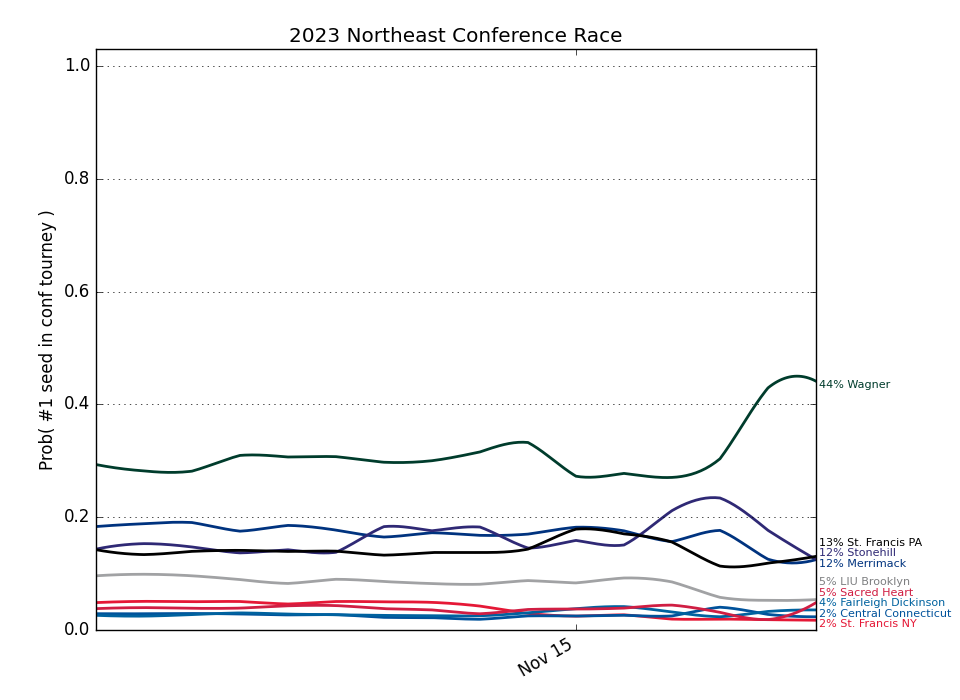 2023 Northeast Conference Race
Prob( #1 seed in conf tourney )
1.0
0.8
0.6
0.4
0.2
0.0
Nov 15
44% Wagner
13% St. Francis PA
12% Stonehill
12% Merrimack
5% LIU Brooklyn
5% Sacred Heart
4% Fairleigh Dickinson
2% Central Connecticut
2% St. Francis NY